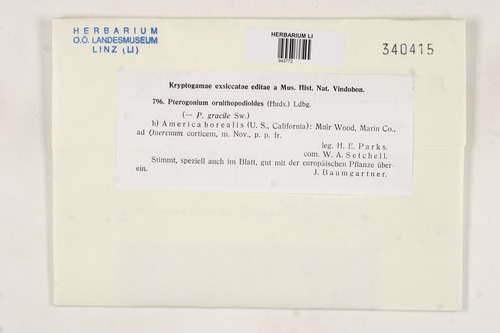 HERBARIUM
O.Ö. LANDESMUSEUM
LINZ (LI)
HERBARIUM LI
943772
340415
Kryptogamae exsiccatae editae a Mus. Hist. Nat. Vindobon.
796. Pterogonium ornithopodioides (Huds.) Ldbg.
(— P. gracile Sw.)
b) America borealis (U. S., California): Muir Wood, Marin Co.,
ad Quercuum corticem, m. Nov., p. p. fr.
leg. H. E. Parks.
com. W. A. Setchell.
Stimmt, speziell auch im Blatt, gut mit der europäischen Pflanze über-
ein.
J. Baumgartner.